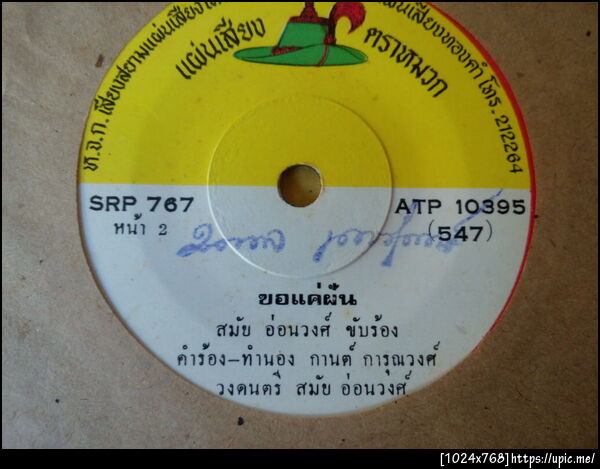 ห.จ.ก. เสียงสยามแผ่นเสียง
แผ่นเสียงทองคำ โทร. 212264
แผ่นเสียง
ตราหมวก
SRP 767
ATP 10395
หน้า 2
(547)
ขอแค่ฝืน
สมัย อ่อนวงศ์ ขับร้อง
คำร้อง–ทำนอง กานต์ การุณวงศ์
วงดนตรี สมัย อ่อนวงศ์
[1024x768]https://upic.me/